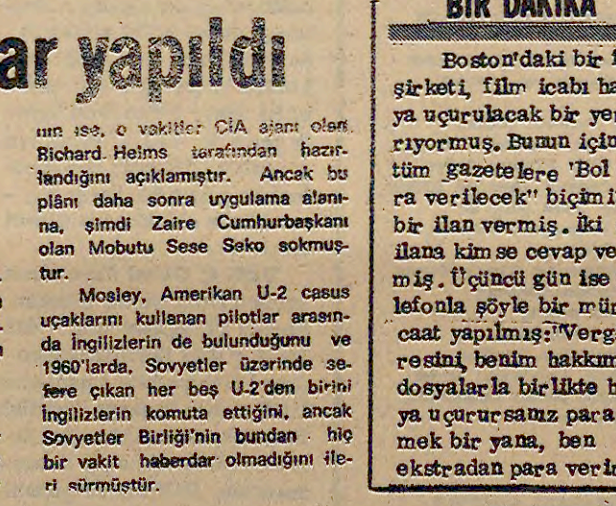 ar yapıldı
nın ise, o vakitler CİA ajanı olan
Richard Helms tarafından hazır-
landığını açıklamıştır. Ancak bu
plânı daha sonra uygulama alanı-
na, şimdi Zaire Cumhurbaşkanı
olan Mobutu Sese Seko sokmuş-
tur.
Mosley, Amerikan U-2 casus
uçaklarını kullanan pilotlar arasın-
da İngilizlerin de bulunduğunu ve
1960'larda, Sovyetler üzerinde se-
fere çıkan her beş U-2'den birini
İngilizlerin komuta ettiğini, ancak
Sovyetler Birliği'nin bundan hiç
bir vakit haberdar olmadığını ile-
ri sürmüştür.
BİR DAKİKA
Boston'daki bir f
şirketi, film icabı ha
ya uçurulacak bir yer
rıyormuş. Bunun için
tüm gazetelere 'Bol
ra verilecek" biçimi
bir ilan vermiş. İki
ilana kimse cevap ve
miş. Üçüncü gün ise
lefonla şöyle bir mür
caat yapılmış:"Verg
resini, benim hakkım
dosyalarla birlikte h
ya uçurursanız para
mek bir yana, ben
ekstradan para veri